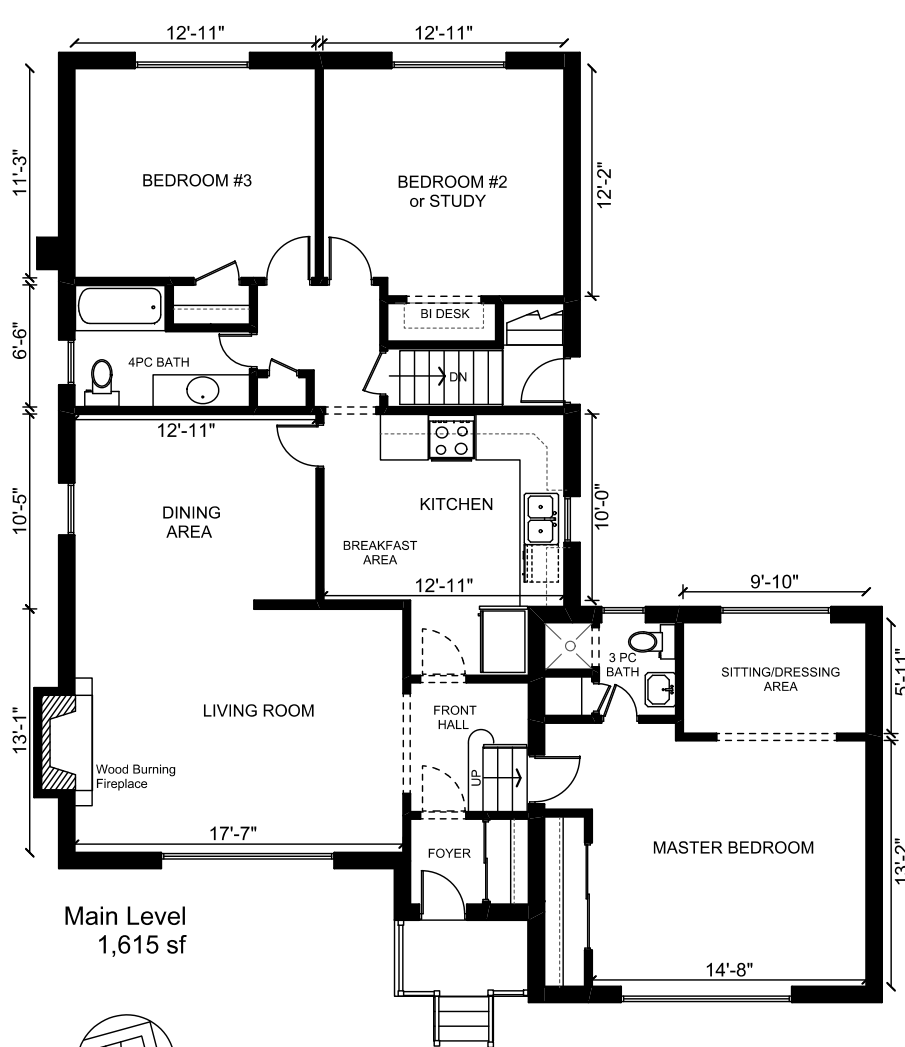 12'-11"
12'-11"
11'-3"
BEDROOM #3
BEDROOM #2
or STUDY
12'-2"
6'-6"
BI DESK
4PC BATH
DN
12'-11"
10'-5"
DINING
AREA
KITCHEN
10'-0"
BREAKFAST
AREA
12'-11"
9'-10"
3 PC
BATH
SITTING/DRESSING
AREA
5'-11"
LIVING ROOM
FRONT
HALL
13'-1"
Wood Burning
Fireplace
UP
17'-7"
FOYER
MASTER BEDROOM
13'-2"
Main Level
1,615 sf
14'-8"